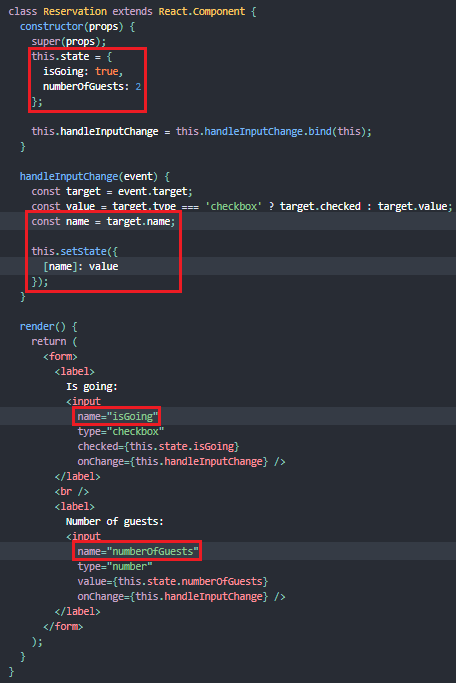 class Reservation extends React.Component {
  constructor(props) {
    super(props);
    this.state = {
      isGoing: true,
      numberOfGuests: 2
    };

    this.handleInputChange = this.handleInputChange.bind(this);
  }

  handleInputChange(event) {
    const target = event.target;
    const value = target.type === 'checkbox' ? target.checked : target.value;
    const name = target.name;

    this.setState({
      [name]: value
    });
  }

  render() {
    return (
      <form>
        <label>
          Is going:
          <input
            name="isGoing"
            type="checkbox"
            checked={this.state.isGoing}
            onChange={this.handleInputChange} />
        </label>
        <br />
        <label>
          Number of guests:
          <input
            name="numberOfGuests"
            type="number"
            value={this.state.numberOfGuests}
            onChange={this.handleInputChange} />
        </label>
      </form>
    );
  }
}